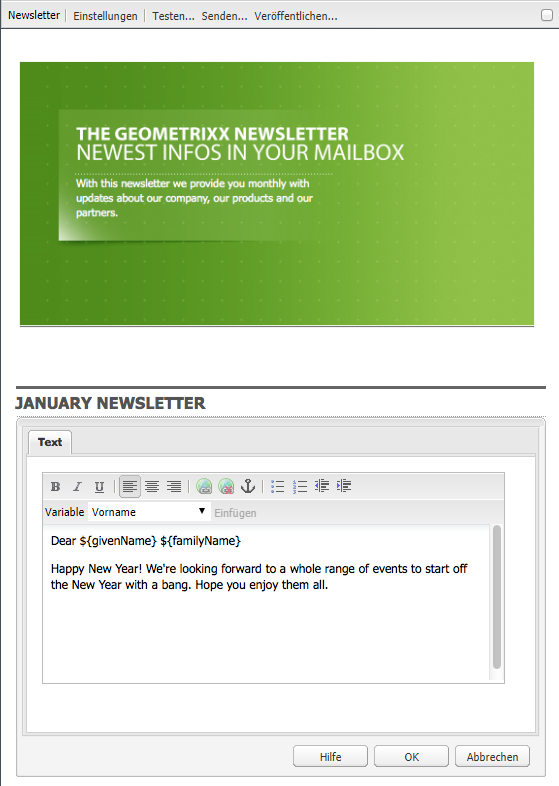 Newsletter Einstellungen Testen... Senden... Veröffentlichen...
THE GEOMETRIXX NEWSLETTER
NEWEST INFOS IN YOUR MAILBOX
With this newsletter we provide you monthly with
updates about our company, our products and our
partners.
JANUARY NEWSLETTER
Text
B I U
Variable Vorname Einfügen
Dear ${givenName} ${familyName}
Happy New Year! We're looking forward to a whole range of events to start off
the New Year with a bang. Hope you enjoy them all.
Hilfe OK Abbrechen